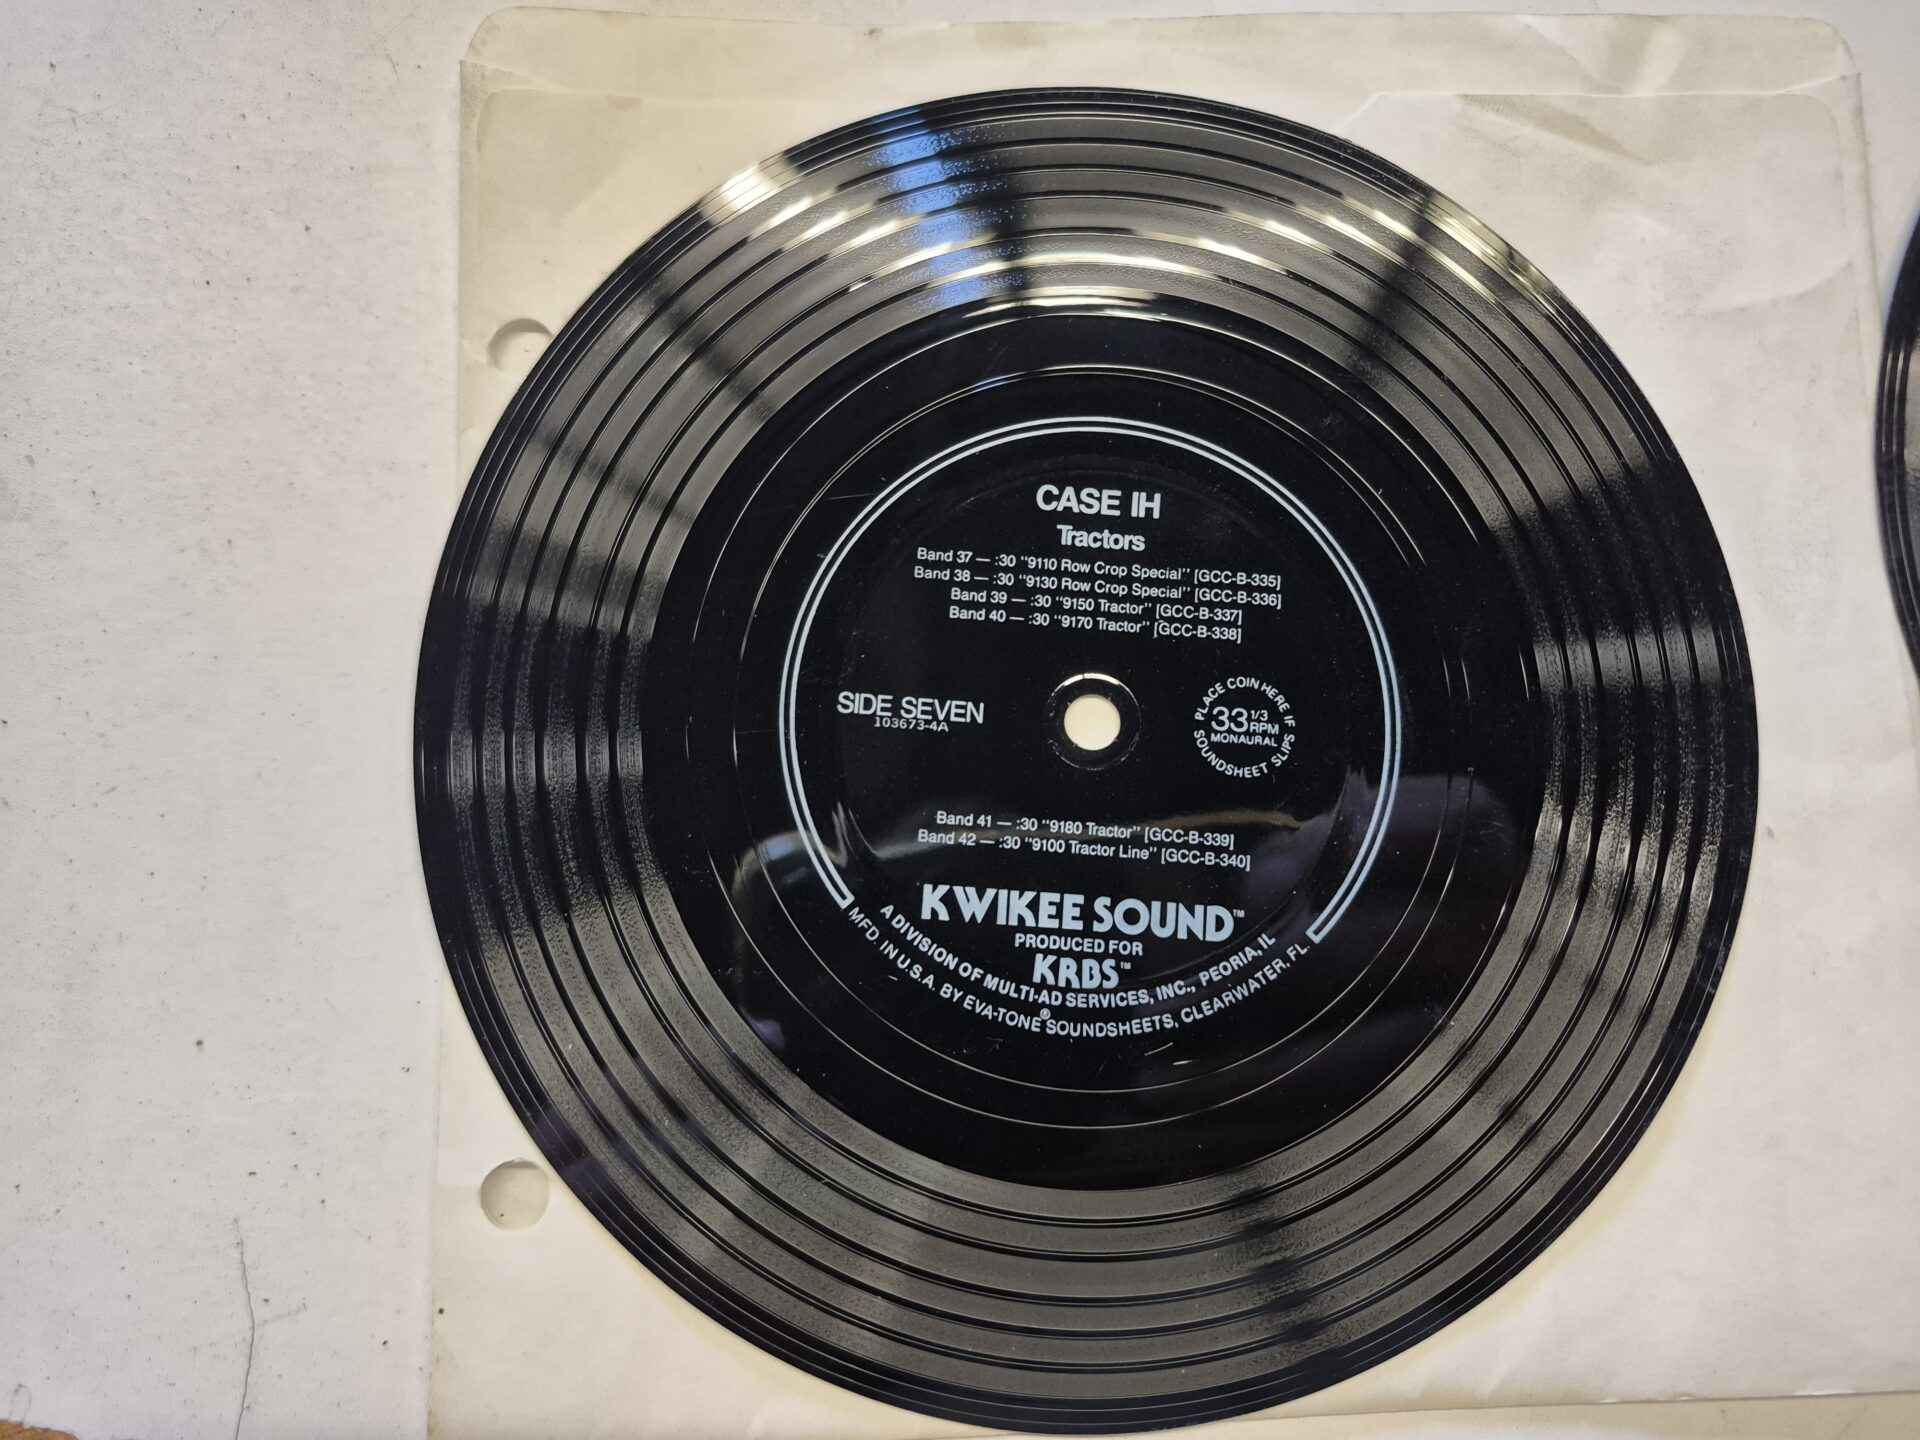 CASE IH
Tractors
Band 37 — :30 "9110 Row Crop Special" [GCC-B-335]
Band 38 — :30 "9130 Row Crop Special" [GCC-B-336]
Band 39 — :30 "9150 Tractor" [GCC-B-337]
Band 40 — :30 "9170 Tractor" [GCC-B-338]
SIDE SEVEN
103673-4A
PLACE COIN HERE IF
SOUNDSHEET SLIPS
33 1/3
RPM
MONAURAL
Band 41 — :30 "9180 Tractor" [GCC-B-339]
Band 42 — :30 "9100 Tractor Line" [GCC-B-340]
KWIKEE SOUND™
PRODUCED FOR
KRBS™
A DIVISION OF MULTI-AD SERVICES, INC., PEORIA, IL
MFD. IN U.S.A. BY EVA-TONE® SOUNDSHEETS, CLEARWATER, FL.